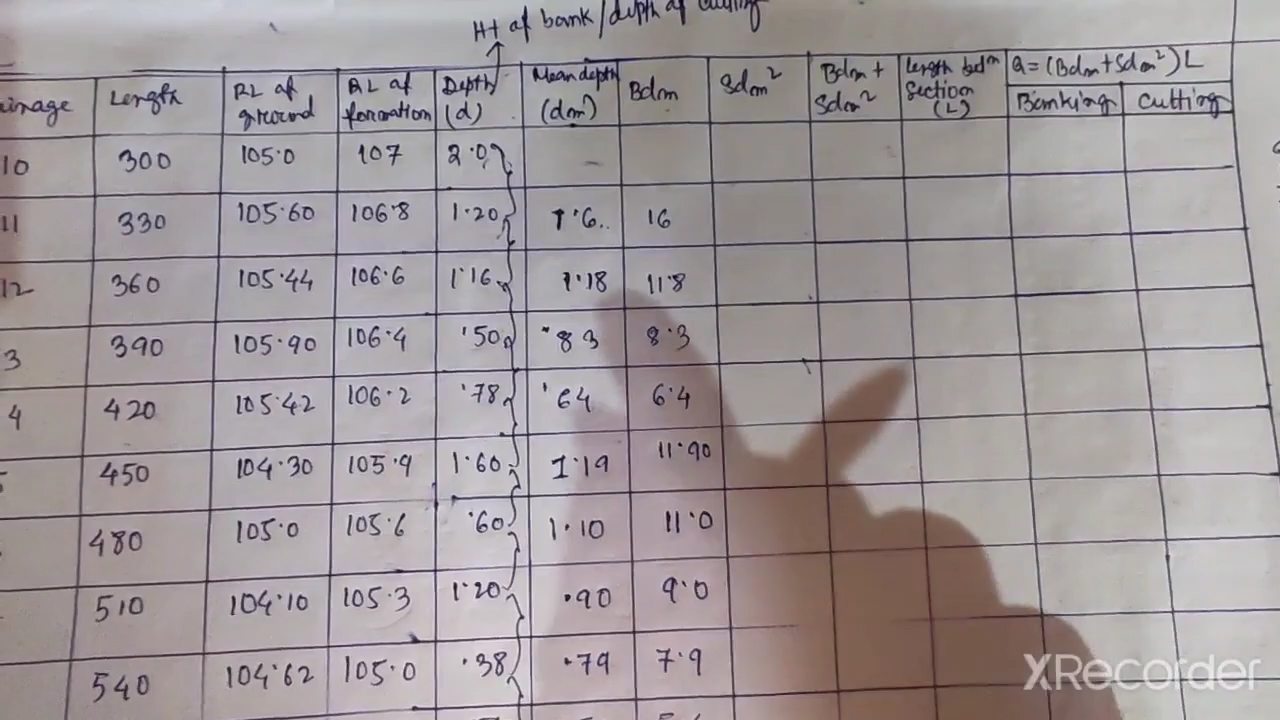 Ht of bank/depth of cutting
ainage Length RL of ground RL of formation Depth (d) Mean depth (dm) Bdm Sdm² Bdm + Sdm² Length betn section (L) Q = (Bdm + Sdm²) L
Banking Cutting
10 300 105.0 107 2.0 -
11 330 105.60 106.8 1.20 1.6 16
12 360 105.44 106.6 1.16 1.18 11.8
3 390 105.90 106.4 .50 .83 8.3
4 420 105.42 106.2 .78 .64 6.4
450 104.30 105.9 1.60 1.19 11.90
480 105.0 105.6 .60 1.10 11.0
510 104.10 105.3 1.20 .90 9.0
540 104.62 105.0 .38 .79 7.9
XRecorder